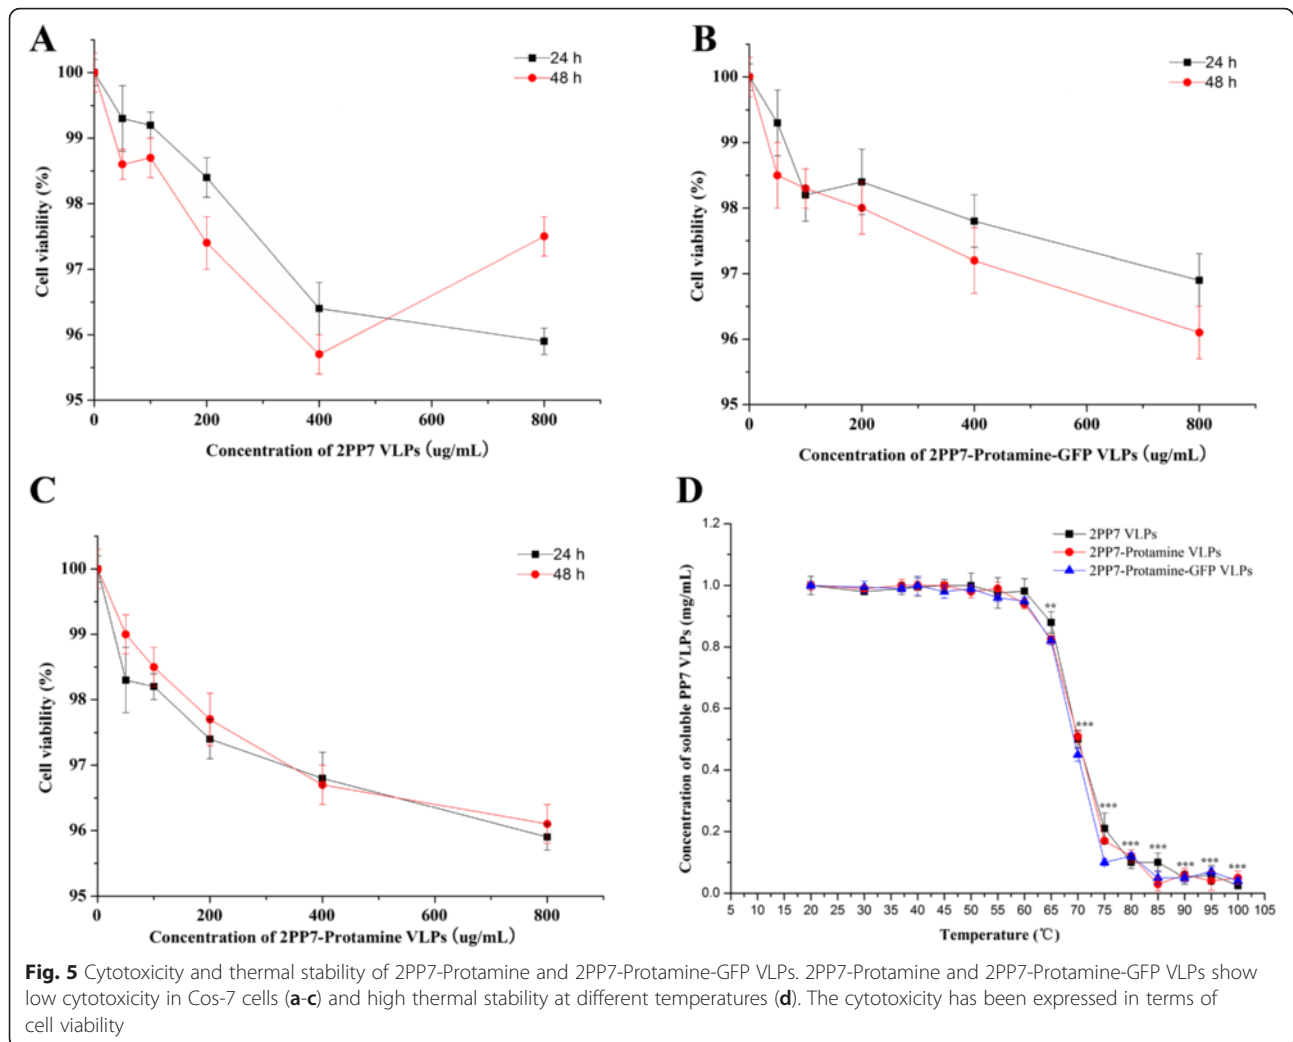 A
24 h
48 h
100
99
98
97
96
95
Cell viability (%)
0 200 400 600 800
Concentration of 2PP7 VLPs (ug/mL)
B
24 h
48 h
100
99
98
97
96
95
Cell viability (%)
0 200 400 600 800
Concentration of 2PP7-Protamine-GFP VLPs (ug/mL)
C
24 h
48 h
100
99
98
97
96
95
Cell viability (%)
0 200 400 600 800
Concentration of 2PP7-Protamine VLPs (ug/mL)
D
2PP7 VLPs
2PP7-Protamine VLPs
2PP7-Protamine-GFP VLPs
1.2
1.0
0.8
0.6
0.4
0.2
0.0
Concentration of soluble PP7 VLPs (mg/mL)
**
***
***
***
***
***
***
***
5 10 15 20 25 30 35 40 45 50 55 60 65 70 75 80 85 90 95 100 105
Temperature (℃)
Fig. 5 Cytotoxicity and thermal stability of 2PP7-Protamine and 2PP7-Protamine-GFP VLPs. 2PP7-Protamine and 2PP7-Protamine-GFP VLPs show
low cytotoxicity in Cos-7 cells (a-c) and high thermal stability at different temperatures (d). The cytotoxicity has been expressed in terms of
cell viability